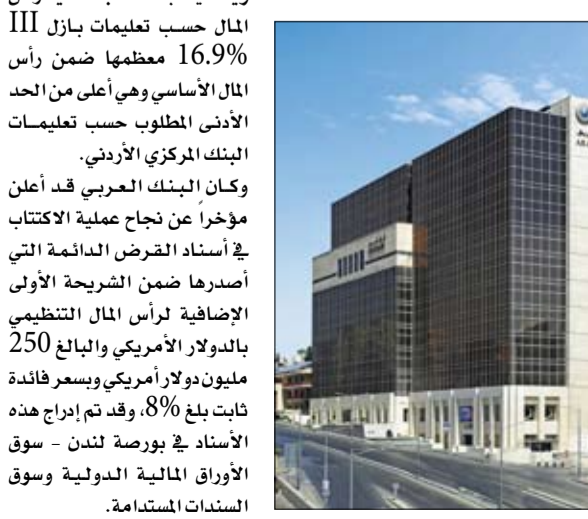 المال حسب تعليمات بازل III
16.9% معظمها ضمن رأس
المال الأساسي وهي أعلى من الحد
الأدنى المطلوب حسب تعليمات
البنك المركزي الأردني.
وكان البنك العربي قد أعلن
مؤخراً عن نجاح عملية الاكتتاب
في أسناد القرض الدائمة التي
أصدرها ضمن الشريحة الأولى
الإضافية لرأس المال التنظيمي
بالدولار الأمريكي والبالغ 250
مليون دولار أمريكي وبسعر فائدة
ثابت بلغ 8%، وقد تم إدراج هذه
الأسناد في بورصة لندن - سوق
الأوراق المالية الدولية وسوق
السندات المستدامة.